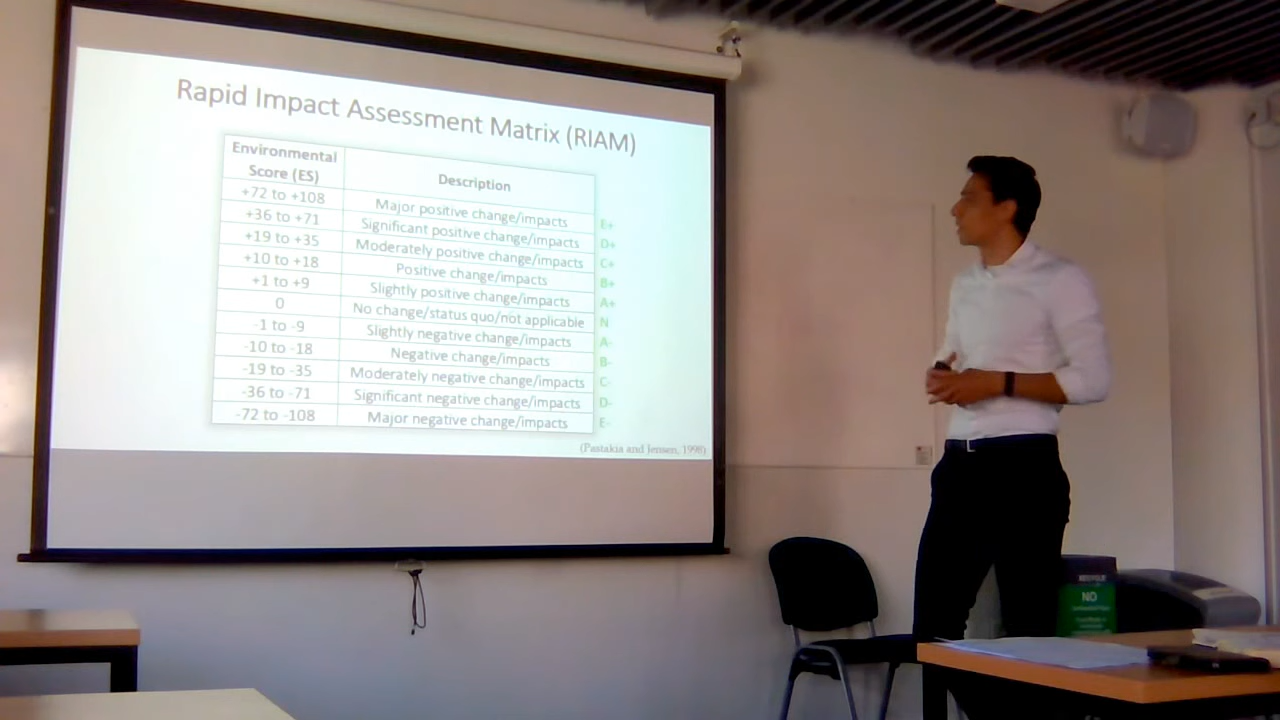 Rapid Impact Assessment Matrix (RIAM)
Environmental Score (ES) Description
+72 to +108 Major positive change/impacts E+
+36 to +71 Significant positive change/impacts D+
+19 to +35 Moderately positive change/impacts C+
+10 to +18 Positive change/impacts B+
+1 to +9 Slightly positive change/impacts A+
0 No change/status quo/not applicable N
-1 to -9 Slightly negative change/impacts A-
-10 to -18 Negative change/impacts B-
-19 to -35 Moderately negative change/impacts C-
-36 to -71 Significant negative change/impacts D-
-72 to -108 Major negative change/impacts E-
(Pastakia and Jensen, 1998)
NO